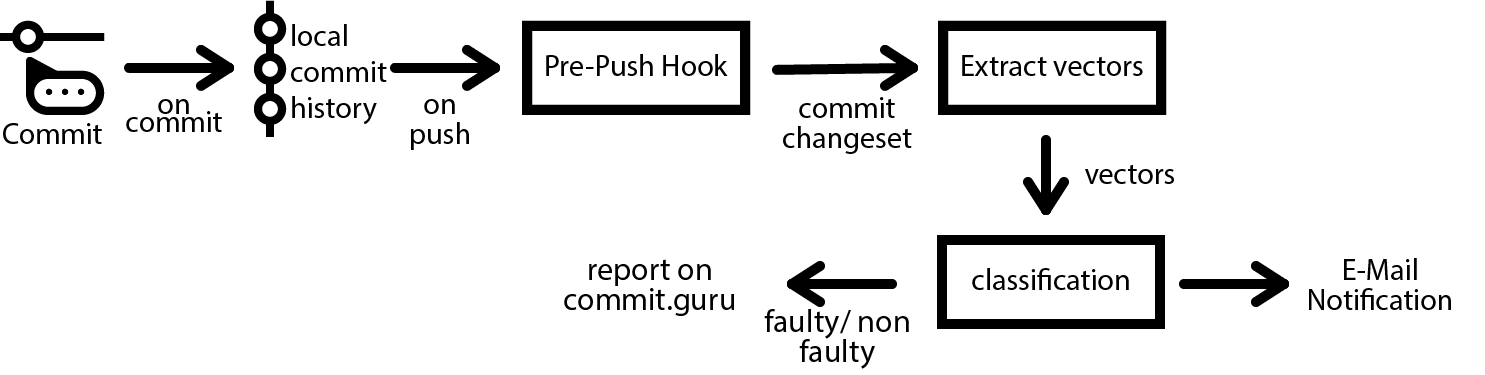 Commit
on
commit
local
commit
history
on
push
Pre-Push Hook
commit
changeset
Extract vectors
vectors
classification
faulty/ non
faulty
report on
commit.guru
E-Mail
Notification